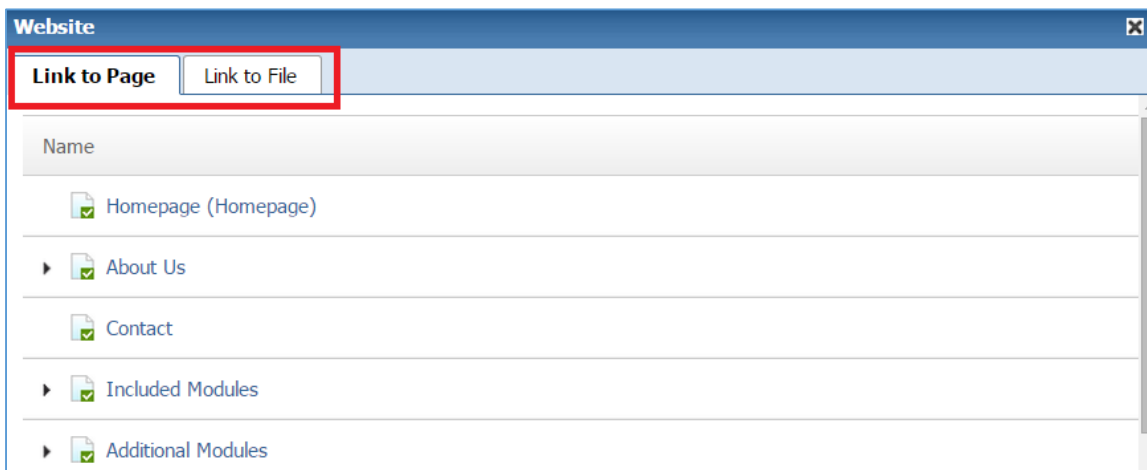 Website
Link to Page Link to File
Name
Homepage (Homepage)
About Us
Contact
Included Modules
Additional Modules